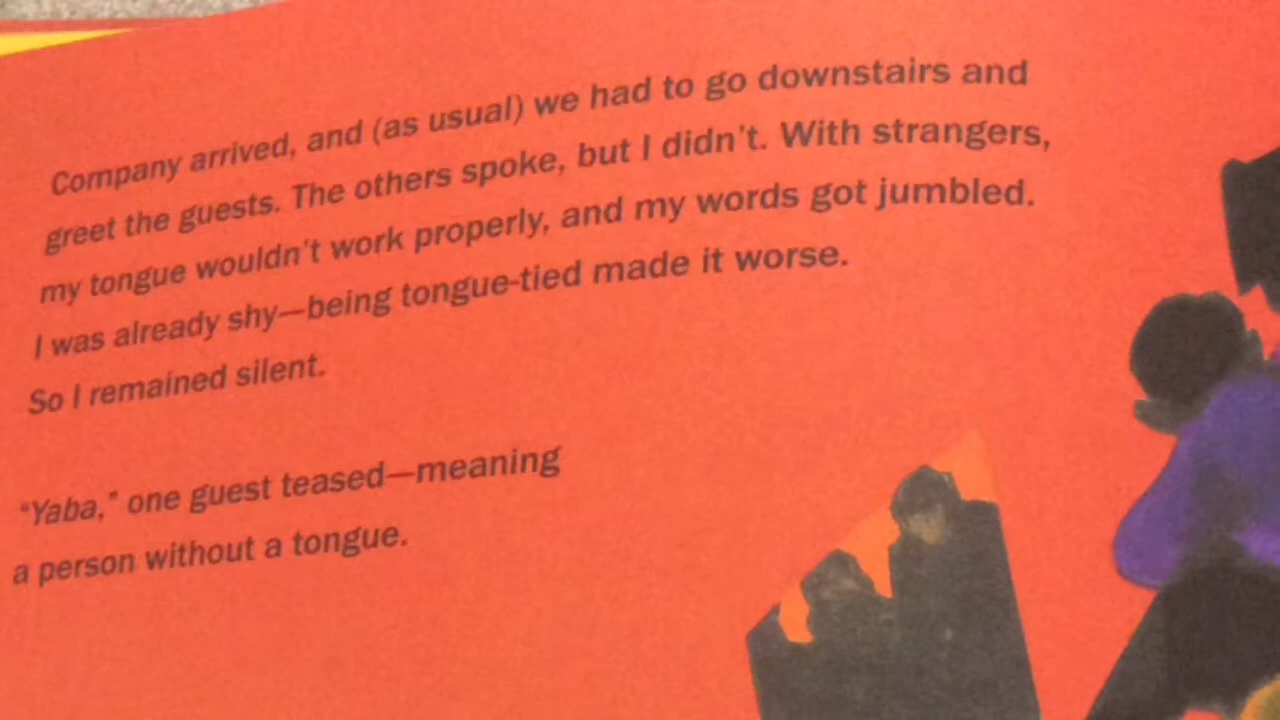 Company arrived, and (as usual) we had to go downstairs and
greet the guests. The others spoke, but I didn't. With strangers,
my tongue wouldn't work properly, and my words got jumbled.
I was already shy—being tongue-tied made it worse.
So I remained silent.
"Yaba," one guest teased—meaning
a person without a tongue.